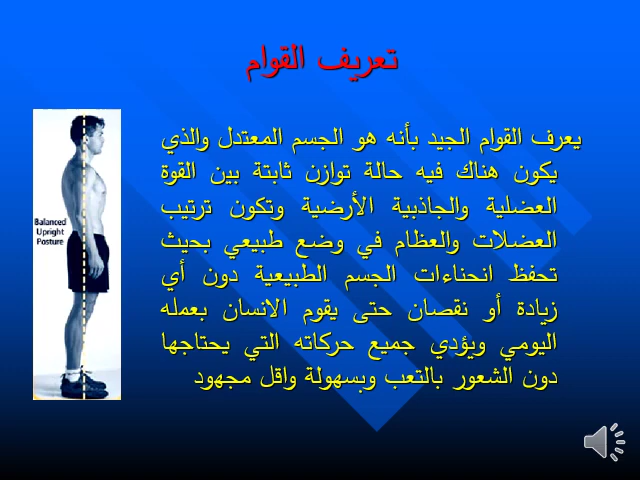 تعريف القوام
يعرف القوام الجيد بأنه هو الجسم المعتدل والذي
يكون هناك فيه حالة توازن ثابتة بين القوة
العضلية والجاذبية الأرضية وتكون ترتيب
العضلات والعظام في وضع طبيعي بحيث
تحفظ انحناءات الجسم الطبيعية دون أي
زيادة أو نقصان حتى يقوم الانسان بعمله
اليومي ويؤدي جميع حركاته التي يحتاجها
دون الشعور بالتعب وبسهولة واقل مجهود
Balanced
Upright
Posture